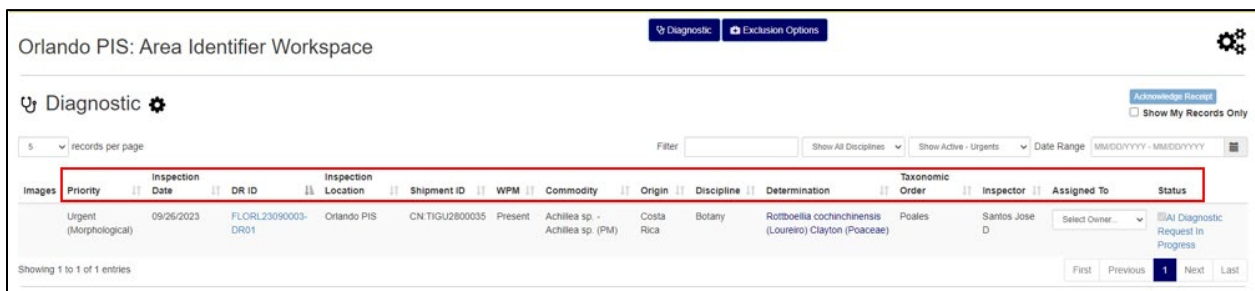 Diagnostic Exclusion Options
Orlando PIS: Area Identifier Workspace
Diagnostic
Acknowledge Receipt
Show My Records Only
5 records per page Filter Show All Disciplines Show Active - Urgents Date Range MM/DD/YYYY - MM/DD/YYYY
Images Priority Inspection Date DR ID Inspection Location Shipment ID WPM Commodity Origin Discipline Determination Taxonomic Order Inspector Assigned To Status
Urgent 09/26/2023 FLORL23090003- Orlando PIS CN:TIGU2800035 Present Achillea sp. - Costa Botany Rottboellia cochinchinensis Poales Santos Jose Select Owner... AI Diagnostic
(Morphological) DR01 Achillea sp. (PM) Rica (Loureiro) Clayton (Poaceae) D Request In
Progress
Showing 1 to 1 of 1 entries First Previous 1 Next Last